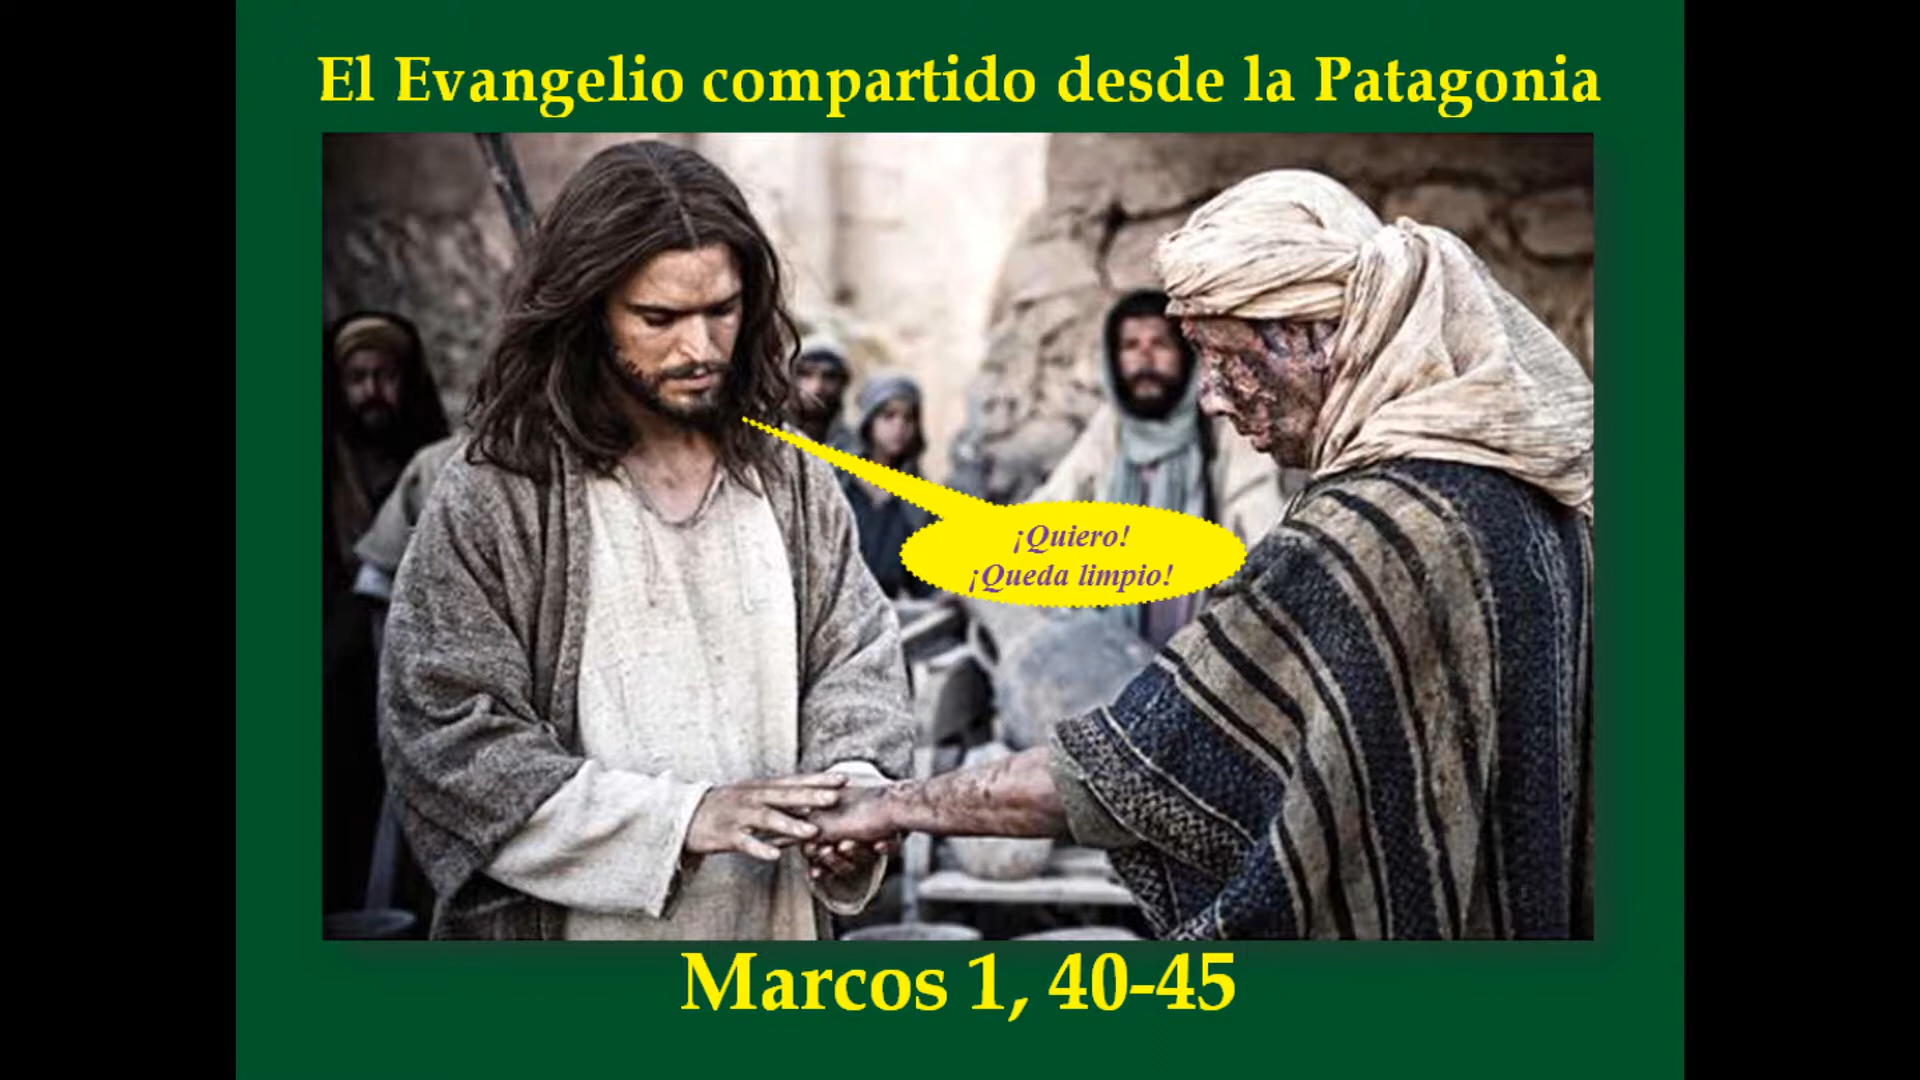 El Evangelio compartido desde la Patagonia
¡Quiero!
¡Queda limpio!
Marcos 1, 40-45